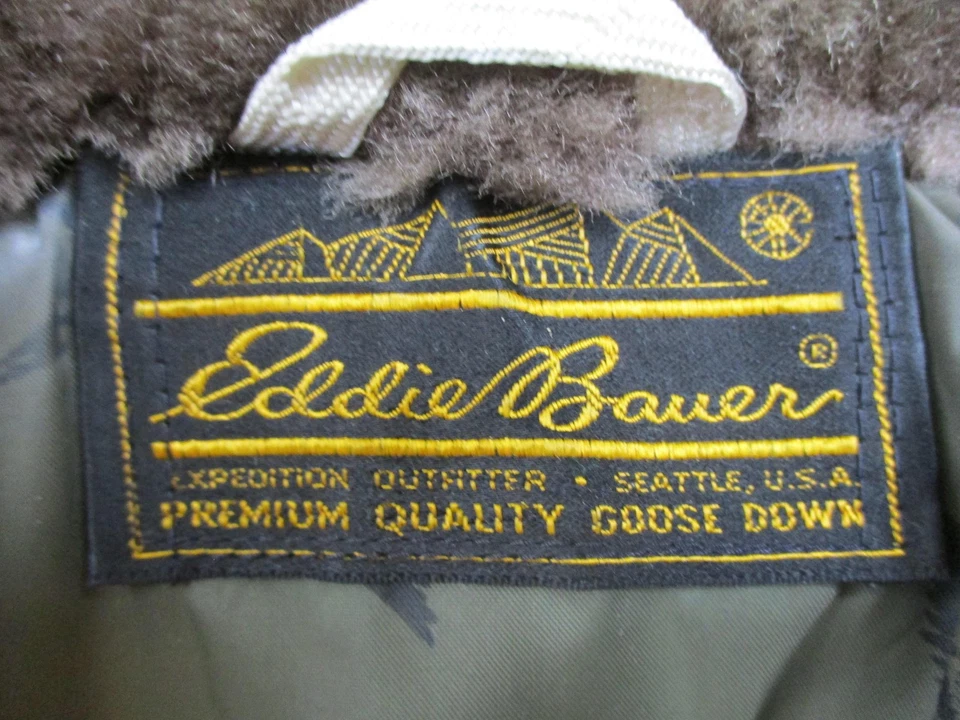 Eddie Bauer ®
EXPEDITION OUTFITTER • SEATTLE, U.S.A.
PREMIUM QUALITY GOOSE DOWN